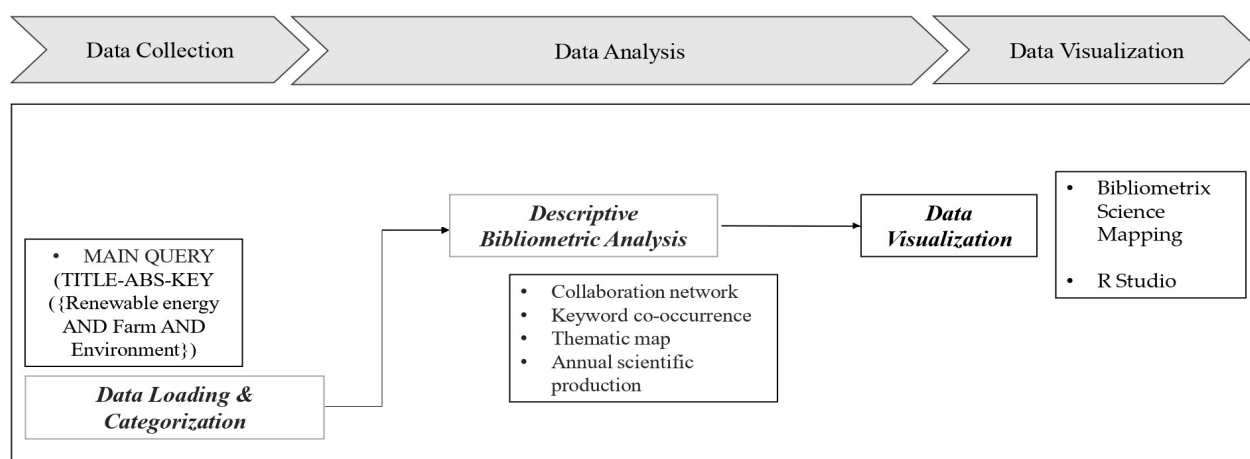 Data Collection
Data Analysis
Data Visualization
• MAIN QUERY
(TITLE-ABS-KEY
({Renewable energy
AND Farm AND
Environment})
Data Loading &
Categorization
Descriptive
Bibliometric Analysis
• Collaboration network
• Keyword co-occurrence
• Thematic map
• Annual scientific
production
Data
Visualization
• Bibliometrix
Science
Mapping
• R Studio